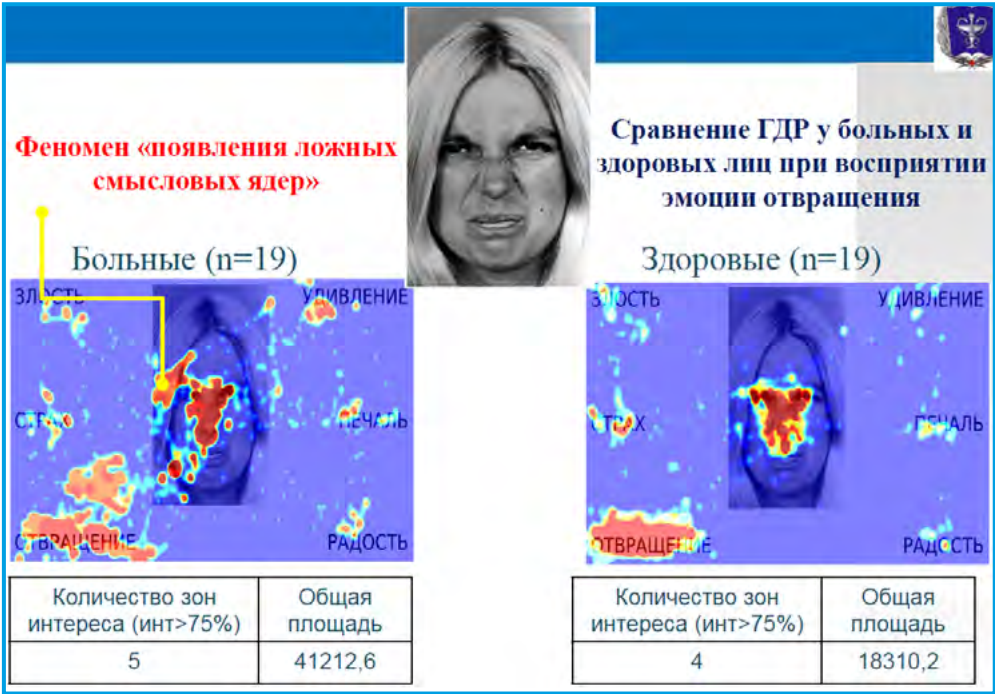 Феномен «появления ложных
смысловых ядер»
Сравнение ГДР у больных и
здоровых лиц при восприятии
эмоции отвращения
Больные (n=19)
ЗЛОСТЬ
УДИВЛЕНИЕ
СТРАХ
ПЕЧАЛЬ
ОТВРАЩЕНИЕ
РАДОСТЬ
Количество зон
интереса (инт>75%)
Общая
площадь
5
41212,6
Здоровые (n=19)
ЗЛОСТЬ
УДИВЛЕНИЕ
СТРАХ
ПЕЧАЛЬ
ОТВРАЩЕНИЕ
РАДОСТЬ
Количество зон
интереса (инт>75%)
Общая
площадь
4
18310,2